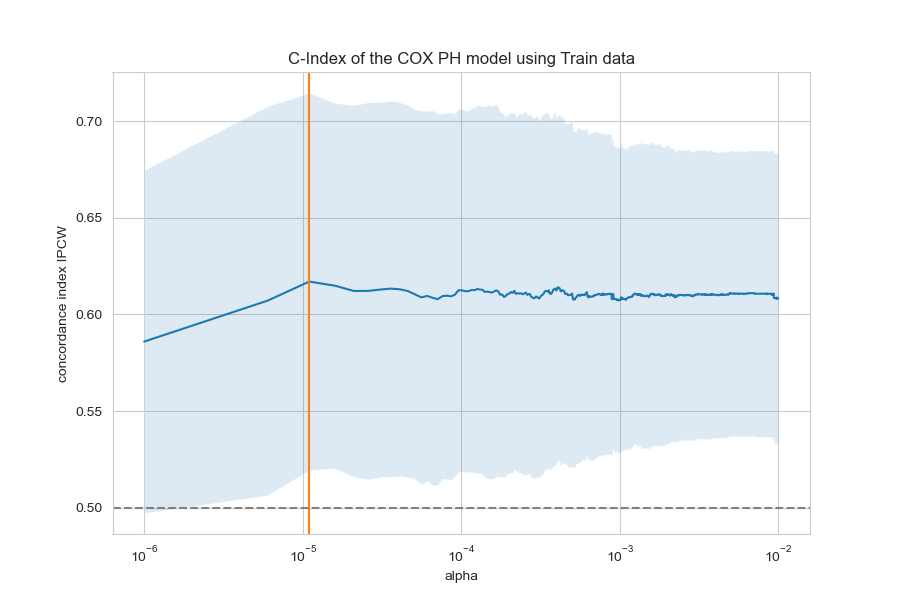 C-Index of the COX PH model using Train data
concordance index IPCW
0.70
0.65
0.60
0.55
0.50
10⁻⁶ 10⁻⁵ 10⁻⁴ 10⁻³ 10⁻²
alpha